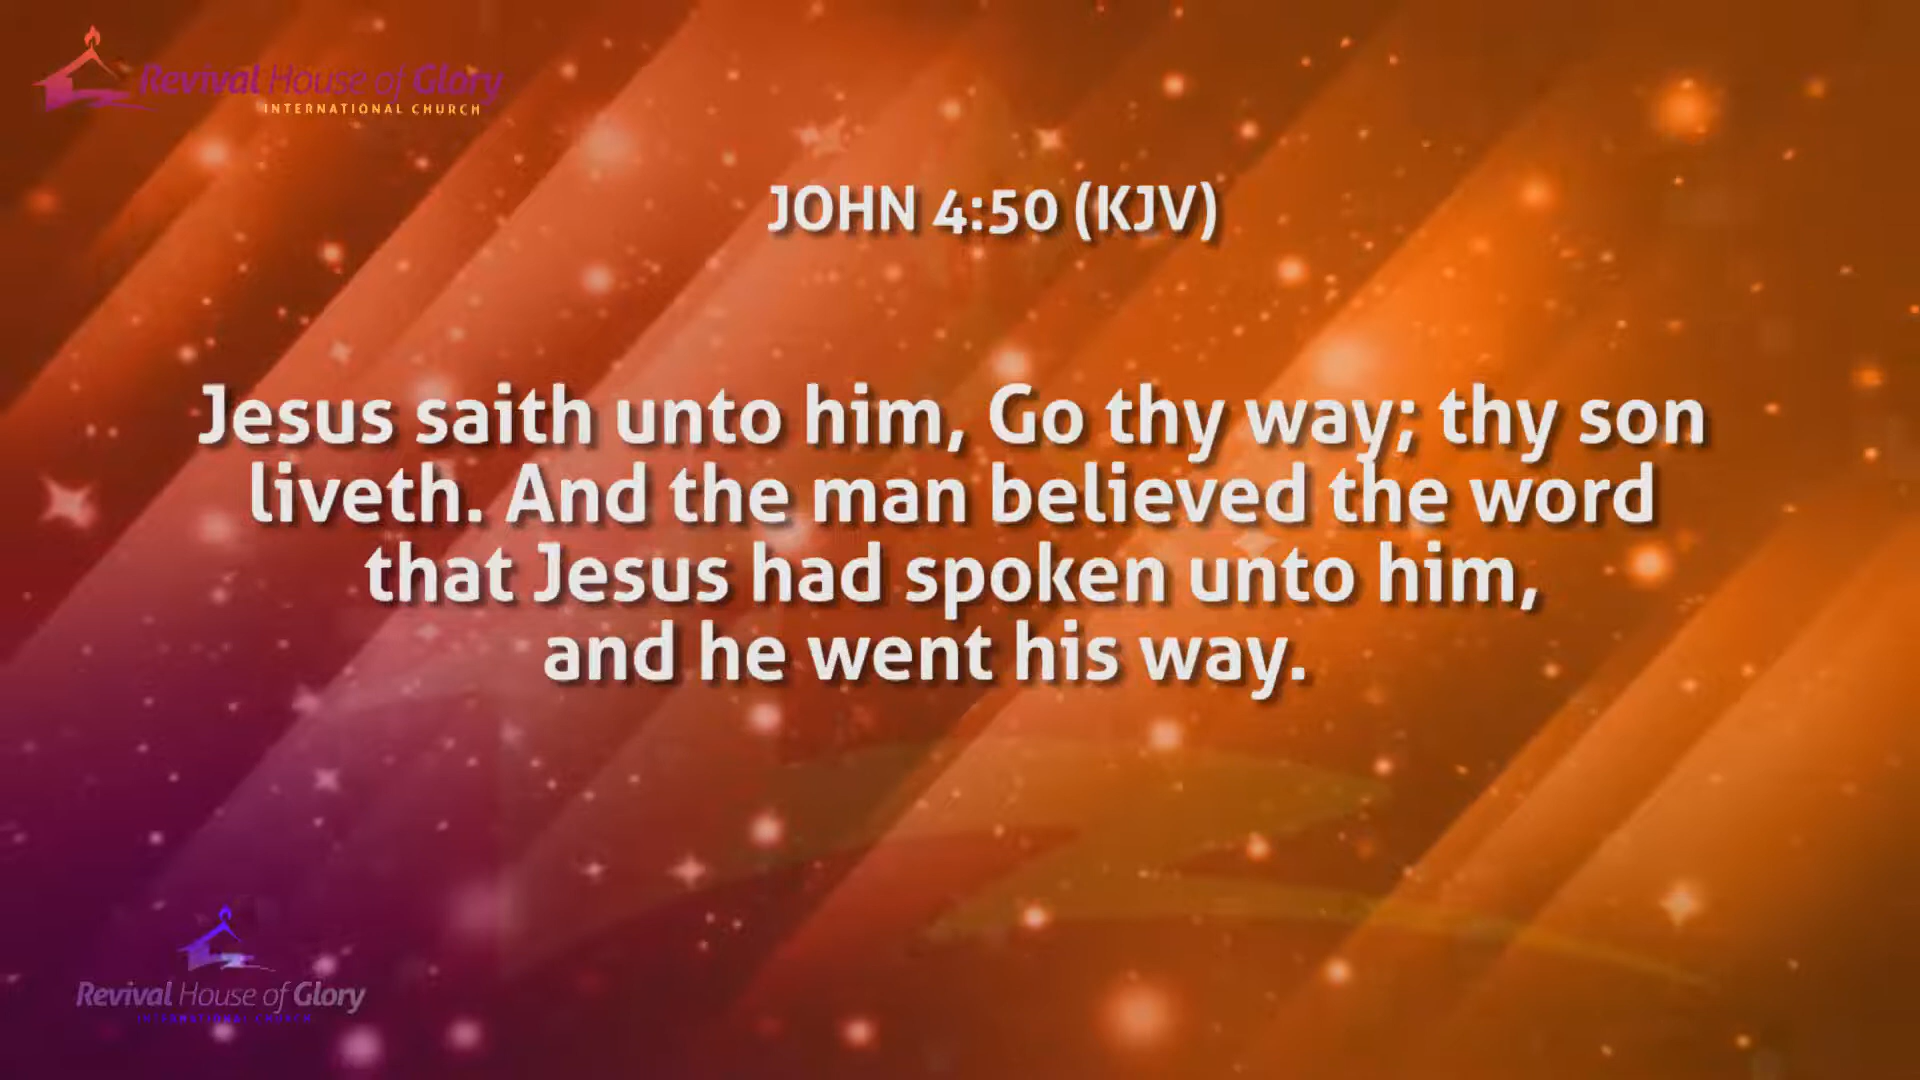 Revival House of Glory
INTERNATIONAL CHURCH
JOHN 4:50 (KJV)
Jesus saith unto him, Go thy way; thy son
liveth. And the man believed the word
that Jesus had spoken unto him,
and he went his way.
Revival House of Glory
INTERNATIONAL CHURCH